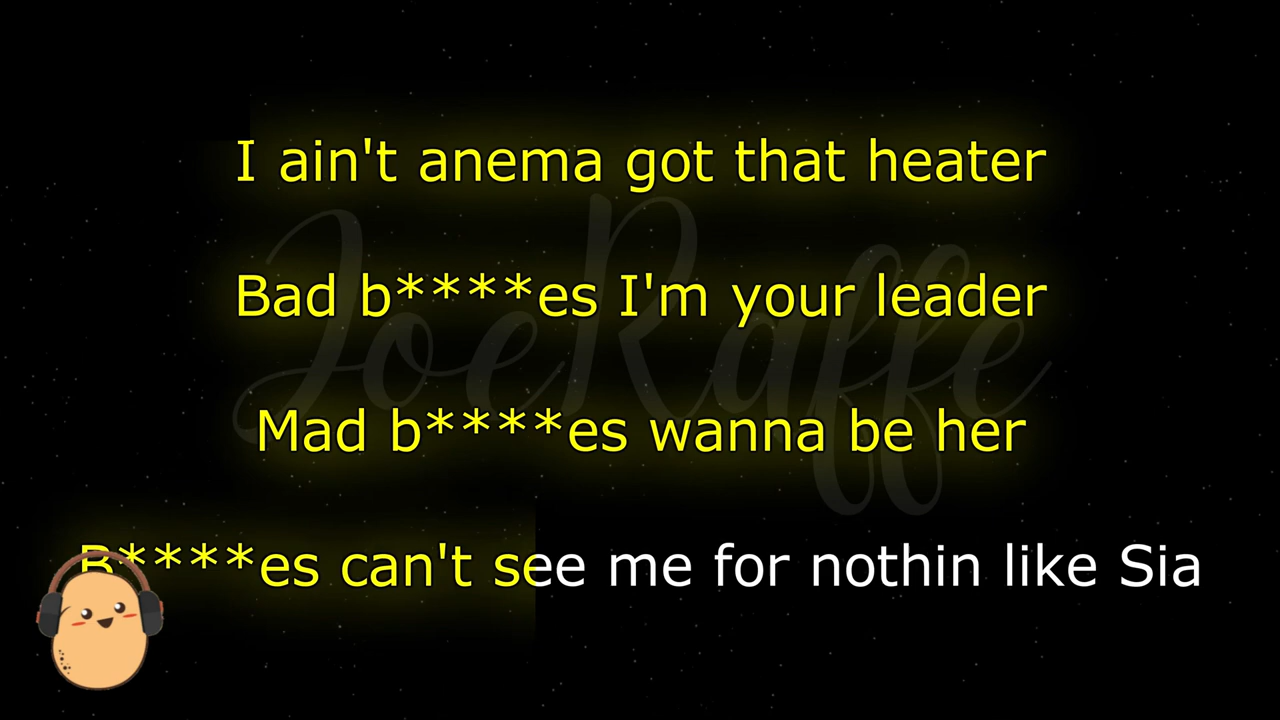 I ain't anema got that heater
Bad b****es I'm your leader
Mad b****es wanna be her
B****es can't see me for nothin like Sia
JoeRaffe